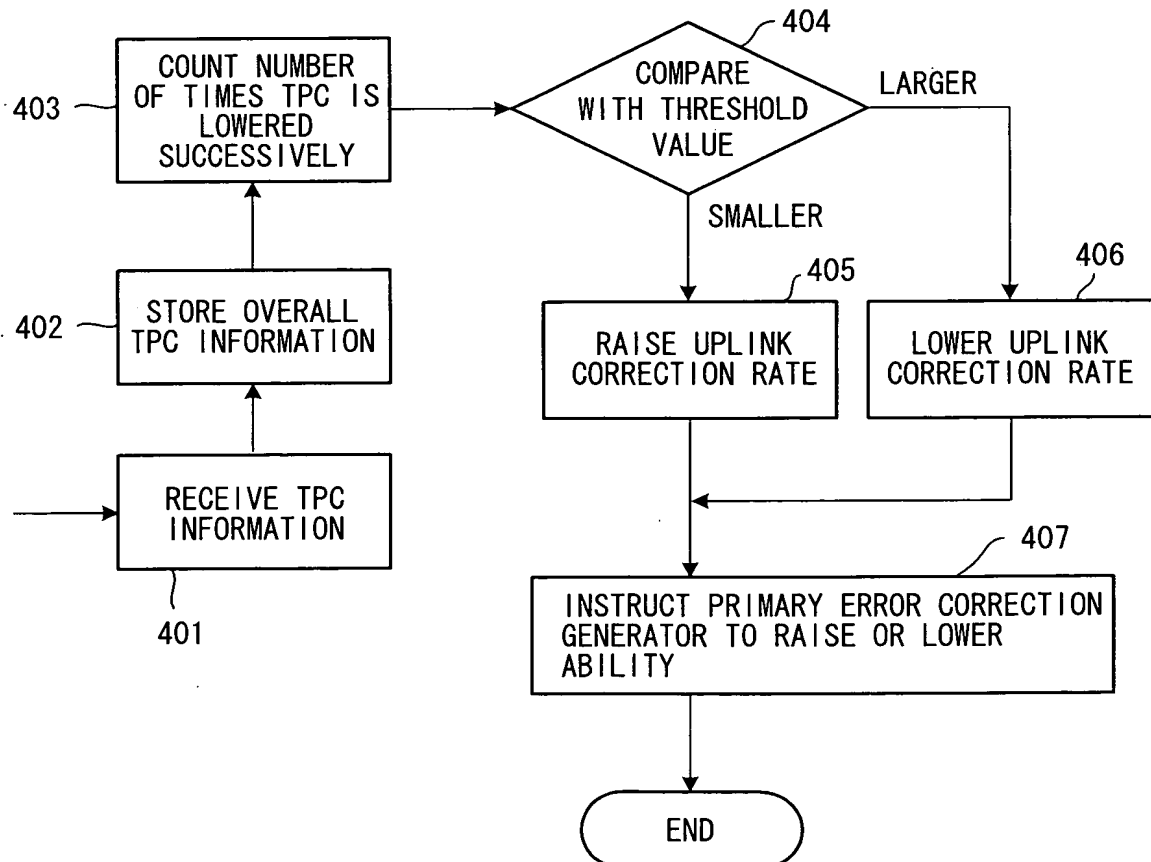 COUNT NUMBER
OF TIMES TPC IS
LOWERED
SUCCESSIVELY
403
404
COMPARE
WITH THRESHOLD
VALUE
LARGER
SMALLER
402
STORE OVERALL
TPC INFORMATION
405
RAISE UPLINK
CORRECTION RATE
406
LOWER UPLINK
CORRECTION RATE
RECEIVE TPC
INFORMATION
401
407
INSTRUCT PRIMARY ERROR CORRECTION
GENERATOR TO RAISE OR LOWER
ABILITY
END